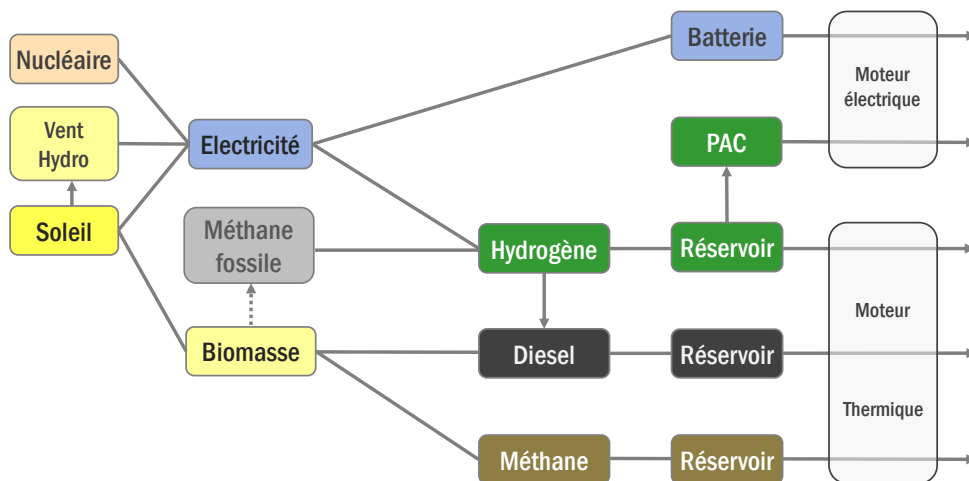 Nucléaire
Batterie
Moteur
électrique
Vent
Hydro
Electricité
PAC
Soleil
Méthane
fossile
Hydrogène
Réservoir
Moteur
Biomasse
Diesel
Réservoir
Thermique
Méthane
Réservoir